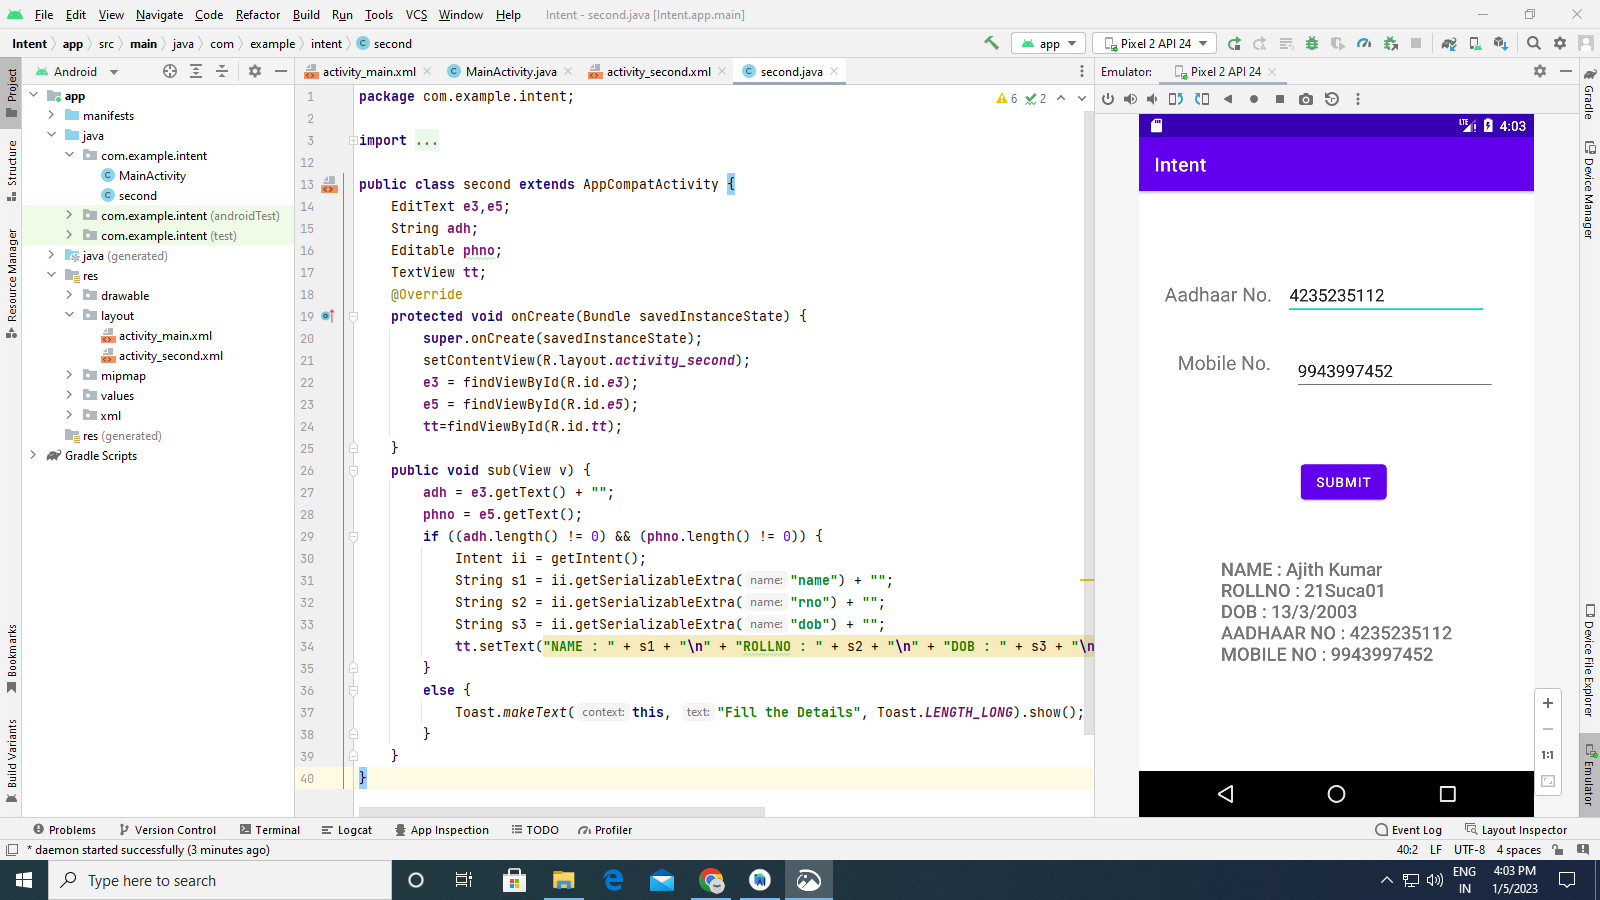 File Edit View Navigate Code Refactor Build Run Tools VCS Window Help Intent - second.java [Intent.app.main]
Intent app src main java com example intent second
app Pixel 2 API 24
Project
Android
activity_main.xml MainActivity.java activity_second.xml second.java
Emulator: Pixel 2 API 24
app
manifests
java
com.example.intent
MainActivity
second
com.example.intent (androidTest)
com.example.intent (test)
java (generated)
res
drawable
layout
activity_main.xml
activity_second.xml
mipmap
values
xml
res (generated)
Gradle Scripts
Structure
Resource Manager
Bookmarks
Build Variants
6 2
1 package com.example.intent;
2
3 import ...
12
13 public class second extends AppCompatActivity {
14 EditText e3,e5;
15 String adh;
16 Editable phno;
17 TextView tt;
18 @Override
19 protected void onCreate(Bundle savedInstanceState) {
20 super.onCreate(savedInstanceState);
21 setContentView(R.layout.activity_second);
22 e3 = findViewById(R.id.e3);
23 e5 = findViewById(R.id.e5);
24 tt=findViewById(R.id.tt);
25 }
26 public void sub(View v) {
27 adh = e3.getText() + "";
28 phno = e5.getText();
29 if ((adh.length() != 0) && (phno.length() != 0)) {
30 Intent ii = getIntent();
31 String s1 = ii.getSerializableExtra( name: "name") + "";
32 String s2 = ii.getSerializableExtra( name: "rno") + "";
33 String s3 = ii.getSerializableExtra( name: "dob") + "";
34 tt.setText("NAME : " + s1 + "\n" + "ROLLNO : " + s2 + "\n" + "DOB : " + s3 + "\n
35 }
36 else {
37 Toast.makeText( context: this, text: "Fill the Details", Toast.LENGTH_LONG).show();
38 }
39 }
40 }
LTE 4:03
Intent
Aadhaar No. 4235235112
Mobile No. 9943997452
SUBMIT
NAME : Ajith Kumar
ROLLNO : 21Suca01
DOB : 13/3/2003
AADHAAR NO : 4235235112
MOBILE NO : 9943997452
1:1
Gradle
Device Manager
Device File Explorer
Emulator
Problems Version Control Terminal Logcat App Inspection TODO Profiler Event Log Layout Inspector
* daemon started successfully (3 minutes ago) 40:2 LF UTF-8 4 spaces
Type here to search
ENG
IN
4:03 PM
1/5/2023